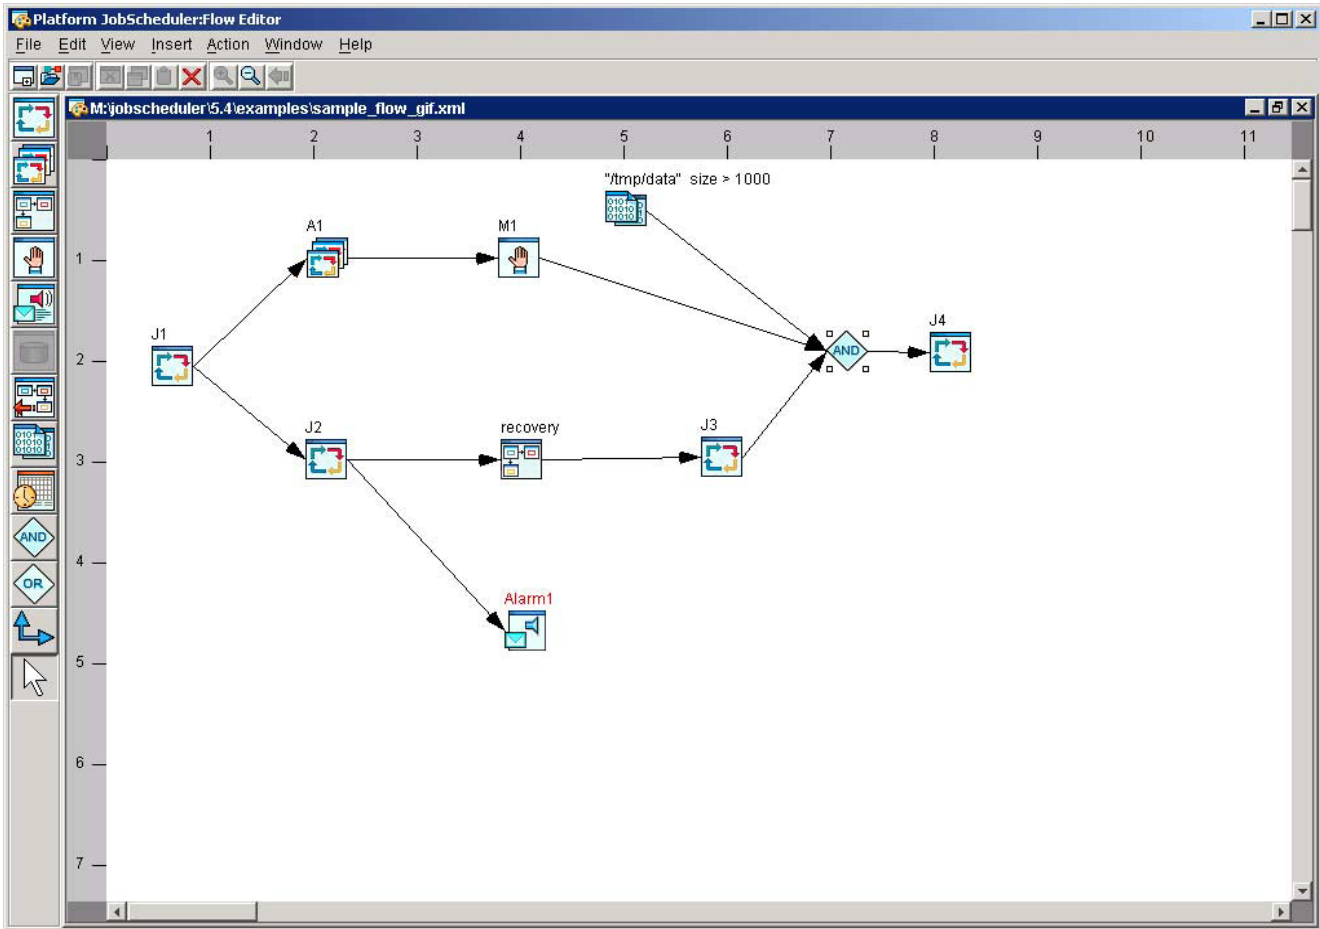 Platform JobScheduler:Flow Editor
File Edit View Insert Action Window Help
M:\jobscheduler\5.4\examples\sample_flow_gif.xml
1 2 3 4 5 6 7 8 9 10 11
"/tmp/data" size > 1000
01010
01010
A1
M1
1
J1
J4
AND
2
J2
recovery
J3
3
AND
4
OR
Alarm1
5
6
7